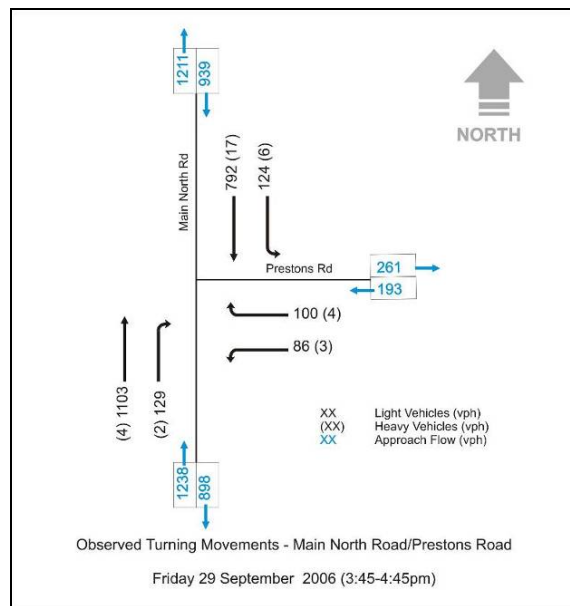 1211
939
NORTH
Main North Rd
792 (17)
124 (6)
Prestons Rd
261
193
100 (4)
86 (3)
(4) 1103
(2) 129
XX Light Vehicles (vph)
(XX) Heavy Vehicles (vph)
XX Approach Flow (vph)
1238
898
Observed Turning Movements - Main North Road/Prestons Road
Friday 29 September 2006 (3:45-4:45pm)